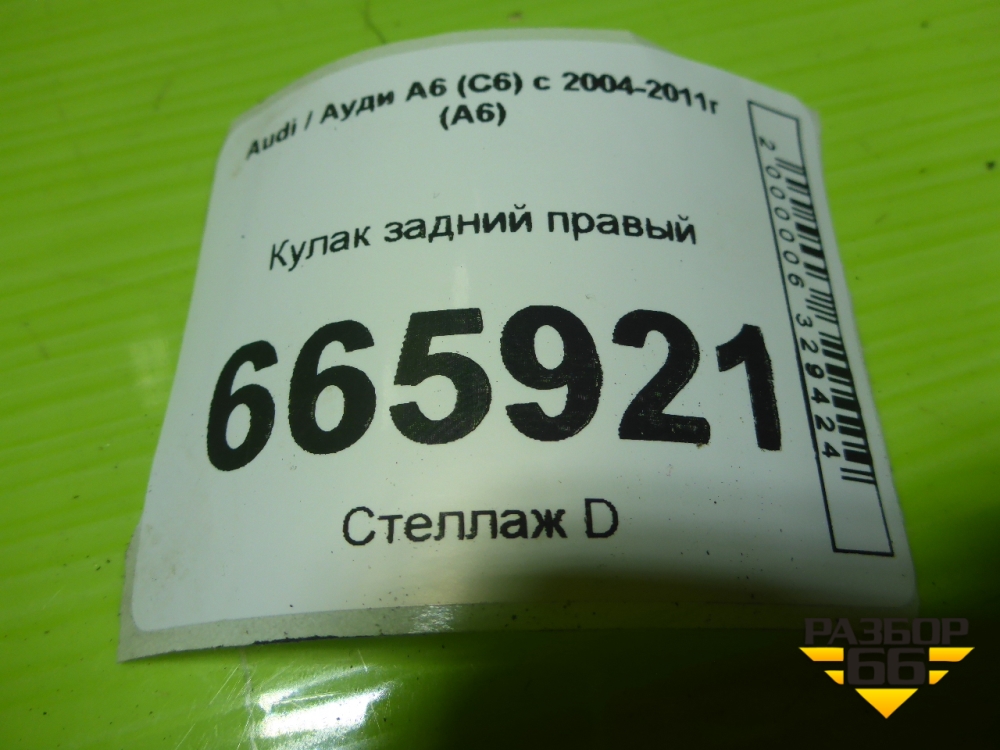 Audi / Ауди А6 (С6) с 2004-2011г
(А6)
Кулак задний правый
665921
Стеллаж D
2000006329424
РАЗБОР
66